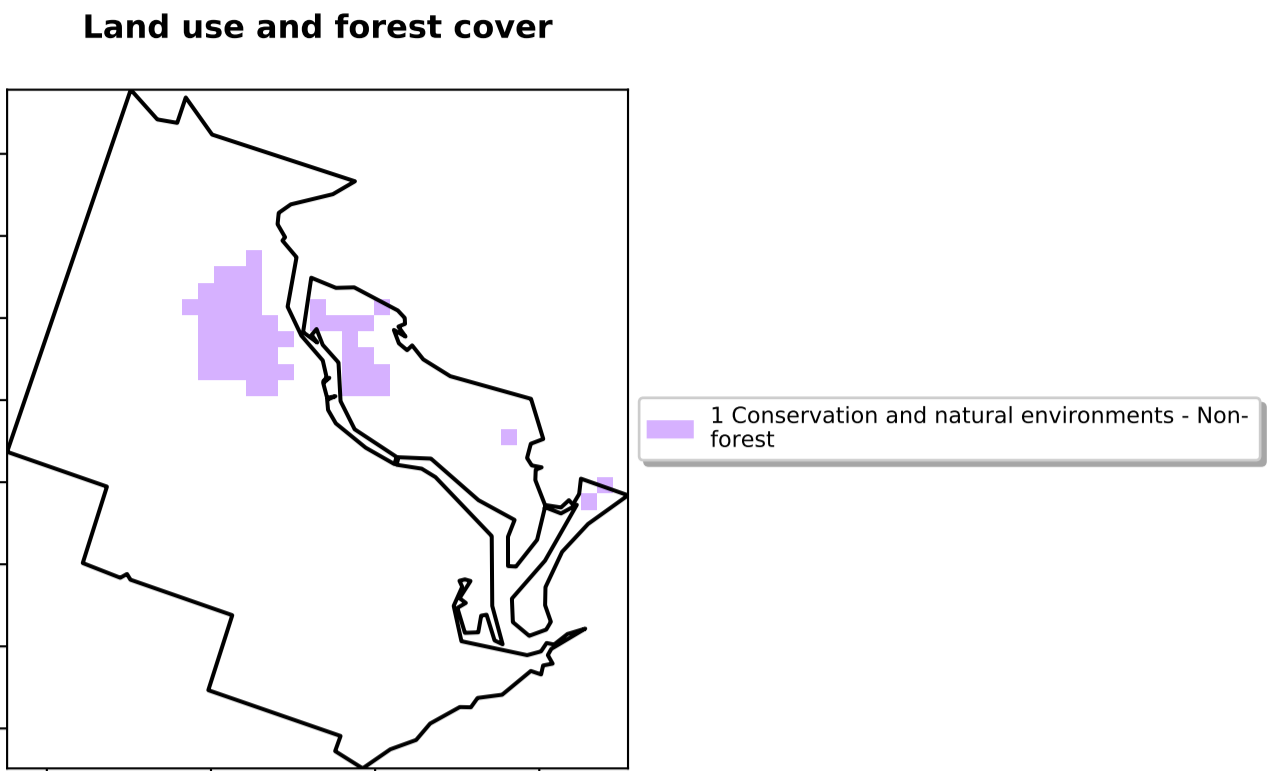 Land use and forest cover
1 Conservation and natural environments - Non-
forest